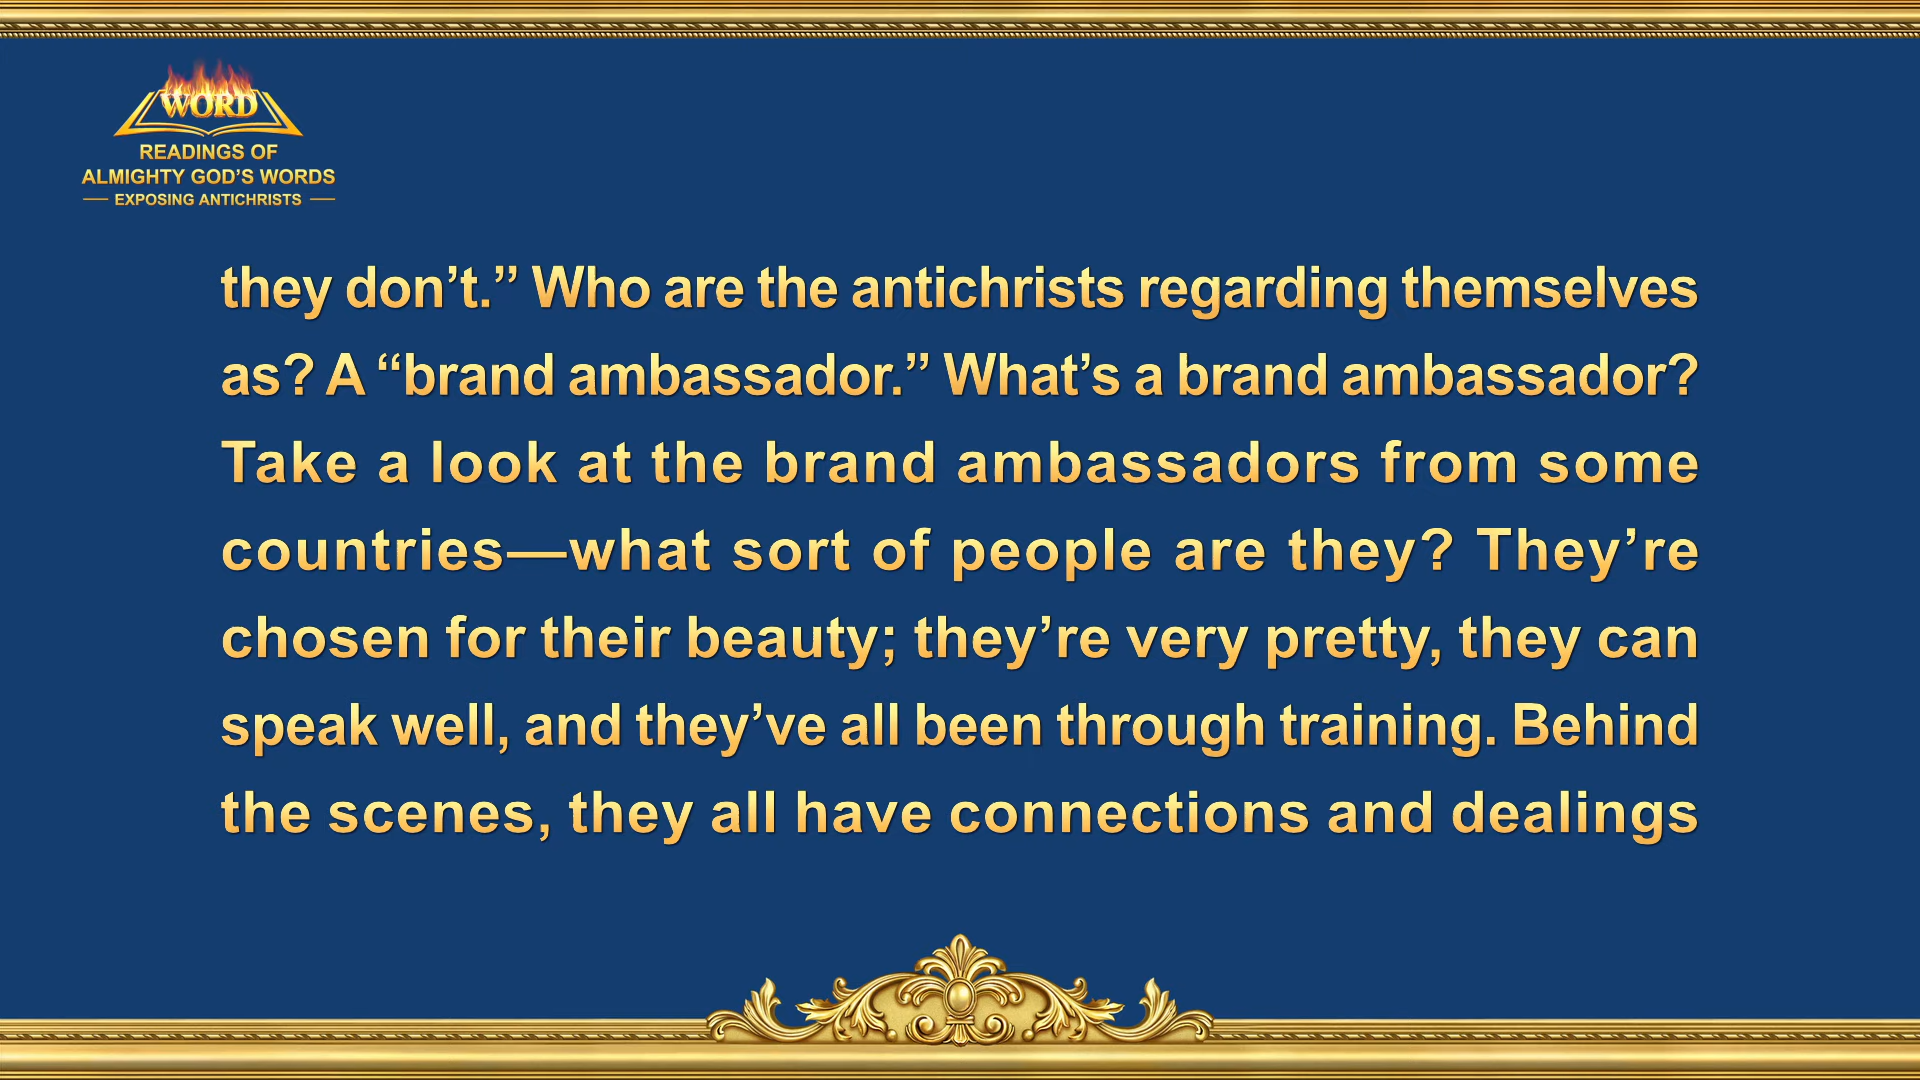 WORD
READINGS OF
ALMIGHTY GOD’S WORDS
EXPOSING ANTICHRISTS
they don’t.” Who are the antichrists regarding themselves
as? A “brand ambassador.” What’s a brand ambassador?
Take a look at the brand ambassadors from some
countries—what sort of people are they? They’re
chosen for their beauty; they’re very pretty, they can
speak well, and they’ve all been through training. Behind
the scenes, they all have connections and dealings